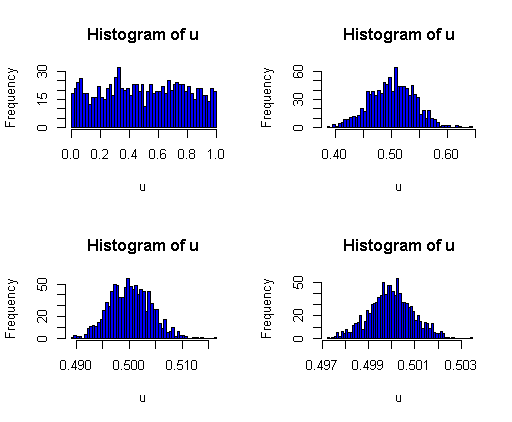 Histogram of u
Frequency
0 15 30
0.0 0.2 0.4 0.6 0.8 1.0
u
Histogram of u
Frequency
0 30 60
0.40 0.50 0.60
u
Histogram of u
Frequency
0 20 50
0.490 0.500 0.510
u
Histogram of u
Frequency
0 20 50
0.497 0.499 0.501 0.503
u